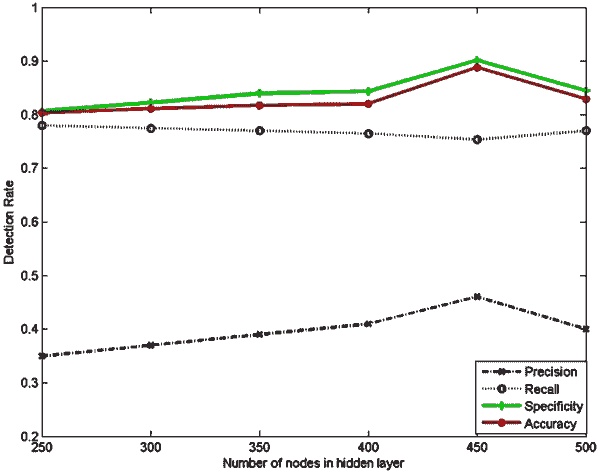 1
0.9
0.8
0.7
0.6
0.5
0.4
0.3
0.2
Detection Rate
250 300 350 400 450 500
Number of nodes in hidden layer
Precision
Recall
Specificity
Accuracy